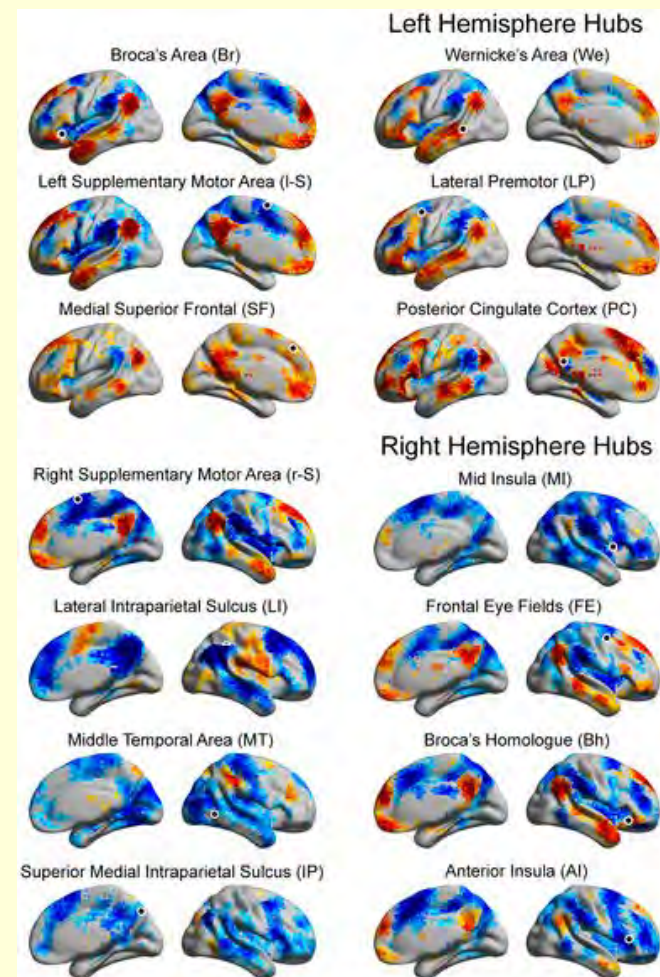 Left Hemisphere Hubs
Broca's Area (Br)
Wernicke's Area (We)
Left Supplementary Motor Area (l-S)
Lateral Premotor (LP)
Medial Superior Frontal (SF)
Posterior Cingulate Cortex (PC)
Right Hemisphere Hubs
Right Supplementary Motor Area (r-S)
Mid Insula (MI)
Lateral Intraparietal Sulcus (LI)
Frontal Eye Fields (FE)
Middle Temporal Area (MT)
Broca's Homologue (Bh)
Superior Medial Intraparietal Sulcus (IP)
Anterior Insula (AI)